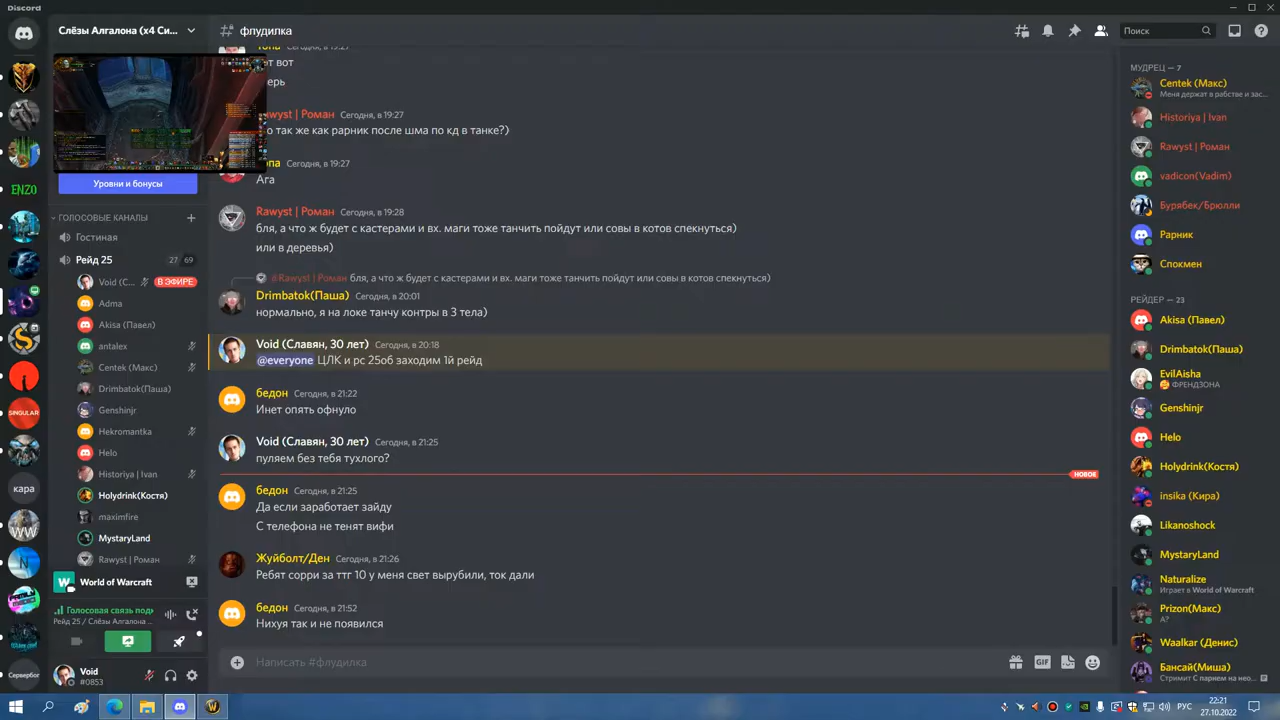 Discord
Слёзы Алгалона (x4 Си...
флудилка
Поиск
Уровни и бонусы
ГОЛОСОВЫЕ КАНАЛЫ
Гостиная
Рейд 25
27 69
Void (С...
В ЭФИРЕ
Adma
Akisa (Павел)
antalex
Centek (Макс)
Drimbatok(Паша)
Genshinjr
Hekromantka
Helo
Historiya | Ivan
Holydrink(Костя)
maximfire
MystaryLand
Rawyst | Роман
World of Warcraft
Голосовая связь подк
Рейд 25 / Слёзы Алгалона ...
Void
#0853
ENZO
SINGULAR
кара
WW
N
Серверbor
Сегодня, в 19:27
т вот
рь
wyst | Роман Сегодня, в 19:27
о так же как рарник после шма по кд в танке?)
па Сегодня, в 19:27
Ага
Rawyst | Роман Сегодня, в 19:28
бля, а что ж будет с кастерами и вх. маги тоже танчить пойдут или совы в котов спекнуться)
или в деревья)
@Rawyst | Роман бля, а что ж будет с кастерами и вх. маги тоже танчить пойдут или совы в котов спекнуться)
Drimbatok(Паша) Сегодня, в 20:01
нормально, я на локе танчу контры в 3 тела)
Void (Славян, 30 лет) Сегодня, в 20:18
@everyone ЦЛК и рс 25об заходим 1й рейд
бедон Сегодня, в 21:22
Инет опять офнуло
Void (Славян, 30 лет) Сегодня, в 21:25
пуляем без тебя тухлого?
НОВОЕ
бедон Сегодня, в 21:25
Да если заработает зайду
С телефона не тенят вифи
Жуйболт/Ден Сегодня, в 21:26
Ребят сорри за ттг 10 у меня свет вырубили, ток дали
бедон Сегодня, в 21:52
Нихуя так и не появился
Написать #флудилка
GIF
МУДРЕЦ — 7
Centek (Макс)
Меня держат в рабстве и зас...
Historiya | Ivan
Rawyst | Роман
vadicon(Vadim)
Бурябек/Брюлли
Рарник
Спокмен
РЕЙДЕР — 23
Akisa (Павел)
Drimbatok(Паша)
EvilAisha
ФРЕНДЗОНА
Genshinjr
Helo
Holydrink(Костя)
insika (Кира)
Likanoshock
MystaryLand
Naturalize
Играет в World of Warcraft
Prizon(Макс)
А?
Waalkar (Денис)
Бансай(Миша)
Стримит С парнем на нео...
РУС
22:21
27.10.2022